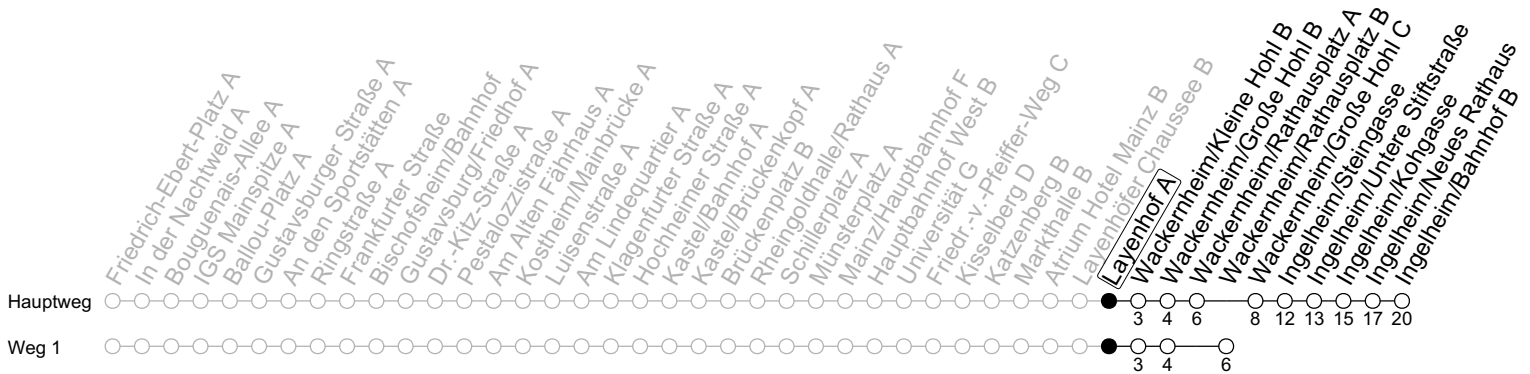 Friedrich-Ebert-Platz A
In der Nachtweid A
Bouguenais-Allee A
IGS Mainspitze A
Ballou-Platz A
Gustavsburger Straße A
An den Sportstätten A
Ringstraße A
Frankfurter Straße
Bischofsheim/Bahnhof
Gustavsburg/Friedhof A
Dr.-Kitz-Straße A
Pestalozzistraße A
Am Alten Fährhaus A
Kostheim/Mainbrücke A
Luisenstraße A
Am Lindequartier A
Klagenfurter Straße A
Hochheimer Straße A
Kastel/Bahnhof A
Kastel/Brückenkopf A
Brückenplatz B
Rheingoldhalle/Rathaus A
Schillerplatz A
Münsterplatz A
Mainz/Hauptbahnhof F
Hauptbahnhof West B
Universität G
Friedr.-v.-Pfeiffer-Weg C
Kisselberg D
Katzenberg B
Markthalle B
Atrium Hotel Mainz B
Layenhöfer Chaussee B
Layenhof A
Wackernheim/Kleine Hohl B
Wackernheim/Große Hohl B
Wackernheim/Rathausplatz A
Wackernheim/Rathausplatz B
Wackernheim/Große Hohl C
Ingelheim/Steingasse
Ingelheim/Untere Stiftstraße
Ingelheim/Kohgasse
Ingelheim/Neues Rathaus
Ingelheim/Bahnhof B
Hauptweg
3 4 6 8 12 13 15 17 20
Weg 1
3 4 6